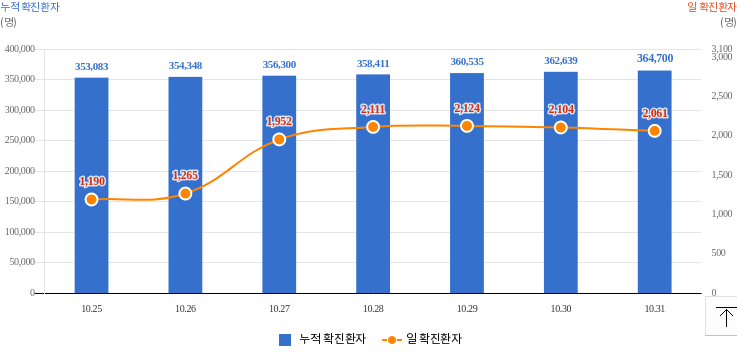 누적 확진환자 일 확진환자
(명) (명)
400,000 3,100
3,000
350,000
300,000 2,500
250,000 2,000
200,000 1,500
150,000
100,000 1,000
50,000 500
0 0
353,083 354,348 356,300 358,411 360,535 362,639 364,700
1,190 1,265 1,952 2,111 2,124 2,104 2,061
10.25 10.26 10.27 10.28 10.29 10.30 10.31
누적 확진환자 일 확진환자